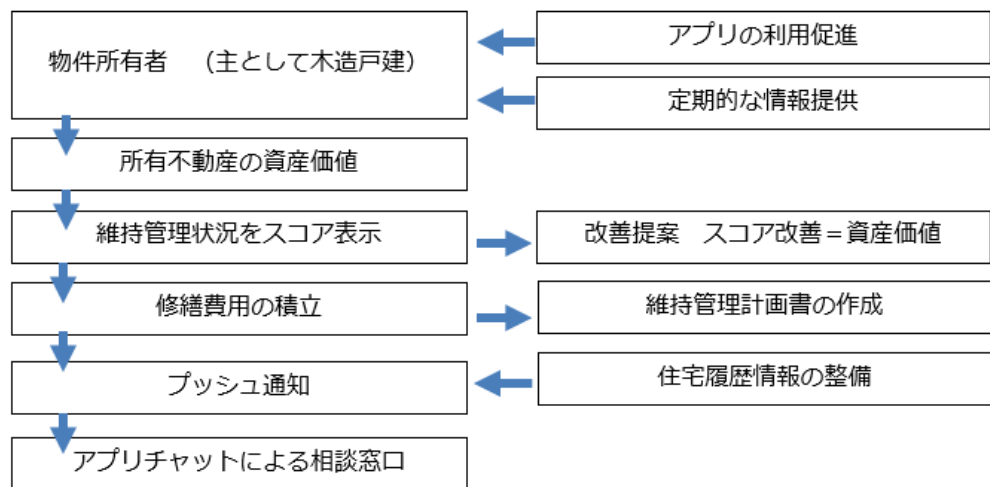 物件所有者　（主として木造戸建）
アプリの利用促進
定期的な情報提供
所有不動産の資産価値
維持管理状況をスコア表示
改善提案　スコア改善＝資産価値
修繕費用の積立
維持管理計画書の作成
プッシュ通知
住宅履歴情報の整備
アプリチャットによる相談窓口